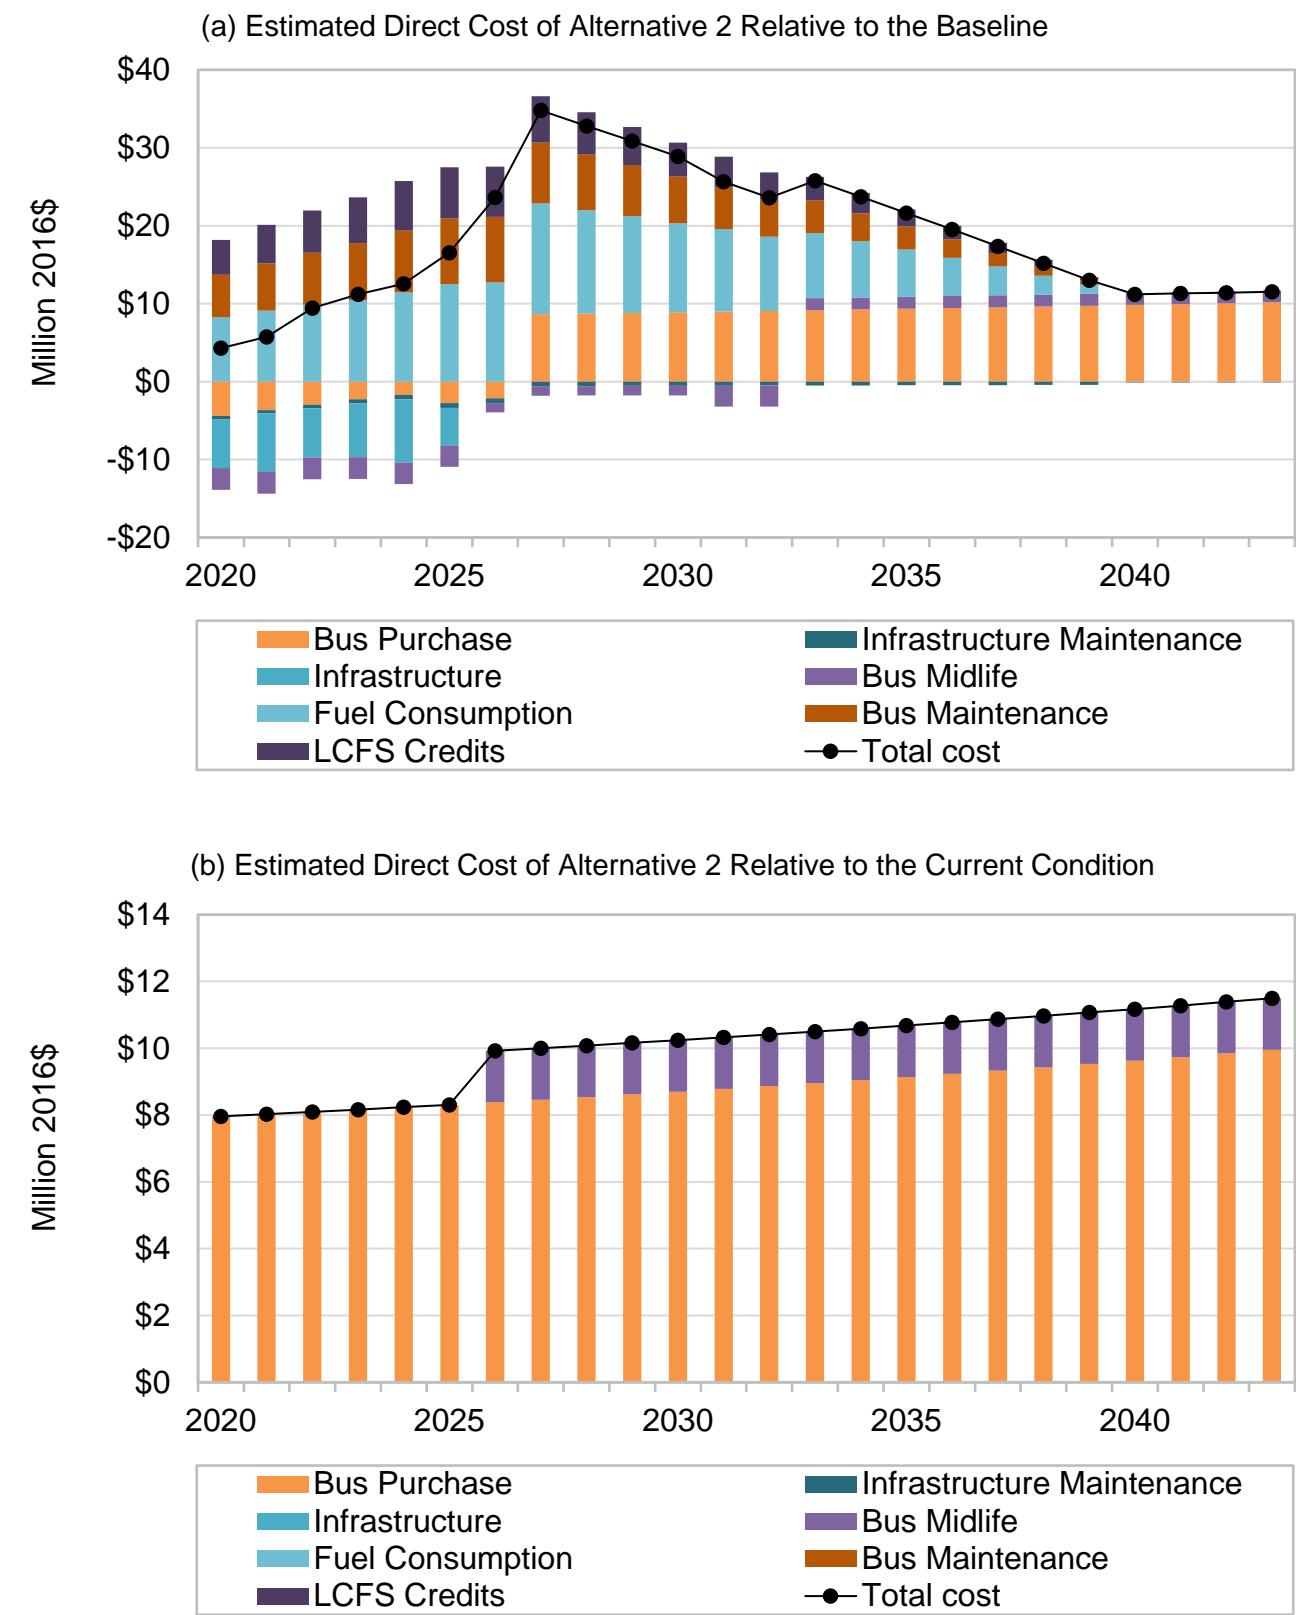 (a) Estimated Direct Cost of Alternative 2 Relative to the Baseline
$40
$30
$20
$10
$0
-$10
-$20
Million 2016$
2020 2025 2030 2035 2040
Bus Purchase Infrastructure Maintenance
Infrastructure Bus Midlife
Fuel Consumption Bus Maintenance
LCFS Credits Total cost
(b) Estimated Direct Cost of Alternative 2 Relative to the Current Condition
$14
$12
$10
$8
$6
$4
$2
$0
Million 2016$
2020 2025 2030 2035 2040
Bus Purchase Infrastructure Maintenance
Infrastructure Bus Midlife
Fuel Consumption Bus Maintenance
LCFS Credits Total cost